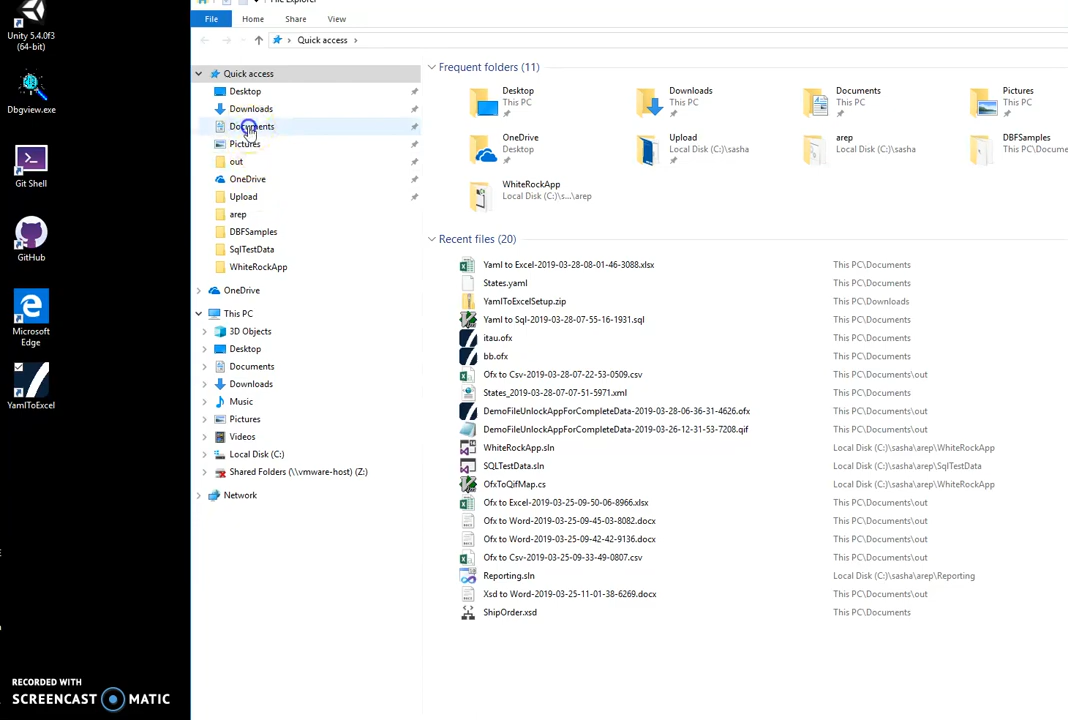 Unity 5.4.0f3
(64-bit)
Dbgview.exe
Git Shell
GitHub
Microsoft
Edge
YamlToExcel
RECORDED WITH
SCREENCAST MATIC
File Explorer
File Home Share View
Quick access
Quick access
Desktop
Downloads
Documents
Pictures
out
OneDrive
Upload
arep
DBFSamples
SqlTestData
WhiteRockApp
OneDrive
This PC
3D Objects
Desktop
Documents
Downloads
Music
Pictures
Videos
Local Disk (C:)
Shared Folders (\\vmware-host) (Z:)
Network
Frequent folders (11)
Desktop
This PC
Downloads
This PC
Documents
This PC
Pictures
This PC
OneDrive
Desktop
Upload
Local Disk (C:)\sasha
arep
Local Disk (C:)\sasha
DBFSamples
This PC\Docume
WhiteRockApp
Local Disk (C:)\s...\arep
Recent files (20)
Yaml to Excel-2019-03-28-08-01-46-3088.xlsx This PC\Documents
States.yaml This PC\Documents
YamlToExcelSetup.zip This PC\Downloads
Yaml to Sql-2019-03-28-07-55-16-1931.sql This PC\Documents
itau.ofx This PC\Documents
bb.ofx This PC\Documents
Ofx to Csv-2019-03-28-07-22-53-0509.csv This PC\Documents\out
States_2019-03-28-07-07-51-5971.xml This PC\Documents
DemoFileUnlockAppForCompleteData-2019-03-28-06-36-31-4626.ofx This PC\Documents\out
DemoFileUnlockAppForCompleteData-2019-03-26-12-31-53-7208.qif This PC\Documents\out
WhiteRockApp.sln Local Disk (C:)\sasha\arep\WhiteRockApp
SQLTestData.sln Local Disk (C:)\sasha\arep\SqlTestData
OfxToQifMap.cs Local Disk (C:)\sasha\arep\WhiteRockApp
Ofx to Excel-2019-03-25-09-50-06-8966.xlsx This PC\Documents\out
Ofx to Word-2019-03-25-09-45-03-8082.docx This PC\Documents\out
Ofx to Word-2019-03-25-09-42-42-9136.docx This PC\Documents\out
Ofx to Csv-2019-03-25-09-33-49-0807.csv This PC\Documents\out
Reporting.sln Local Disk (C:)\sasha\arep\Reporting
Xsd to Word-2019-03-25-11-01-38-6269.docx This PC\Documents\out
ShipOrder.xsd This PC\Documents